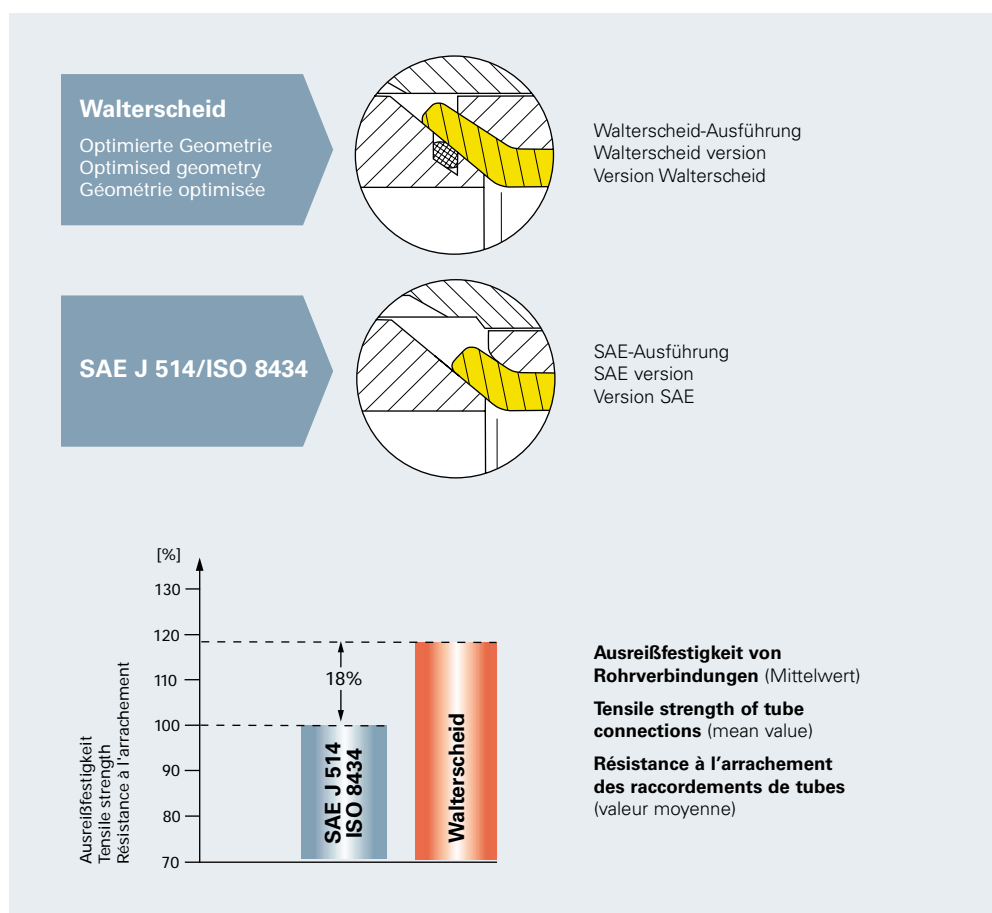 Walterscheid
Optimierte Geometrie
Optimised geometry
Géométrie optimisée
Walterscheid-Ausführung
Walterscheid version
Version Walterscheid
SAE J 514/ISO 8434
SAE-Ausführung
SAE version
Version SAE
[%]
130
120
110
100
90
80
70
Ausreißfestigkeit
Tensile strength
Résistance à l'arrachement
18%
SAE J 514
ISO 8434
Walterscheid
Ausreißfestigkeit von
Rohrverbindungen (Mittelwert)
Tensile strength of tube
connections (mean value)
Résistance à l'arrachement
des raccordements de tubes
(valeur moyenne)